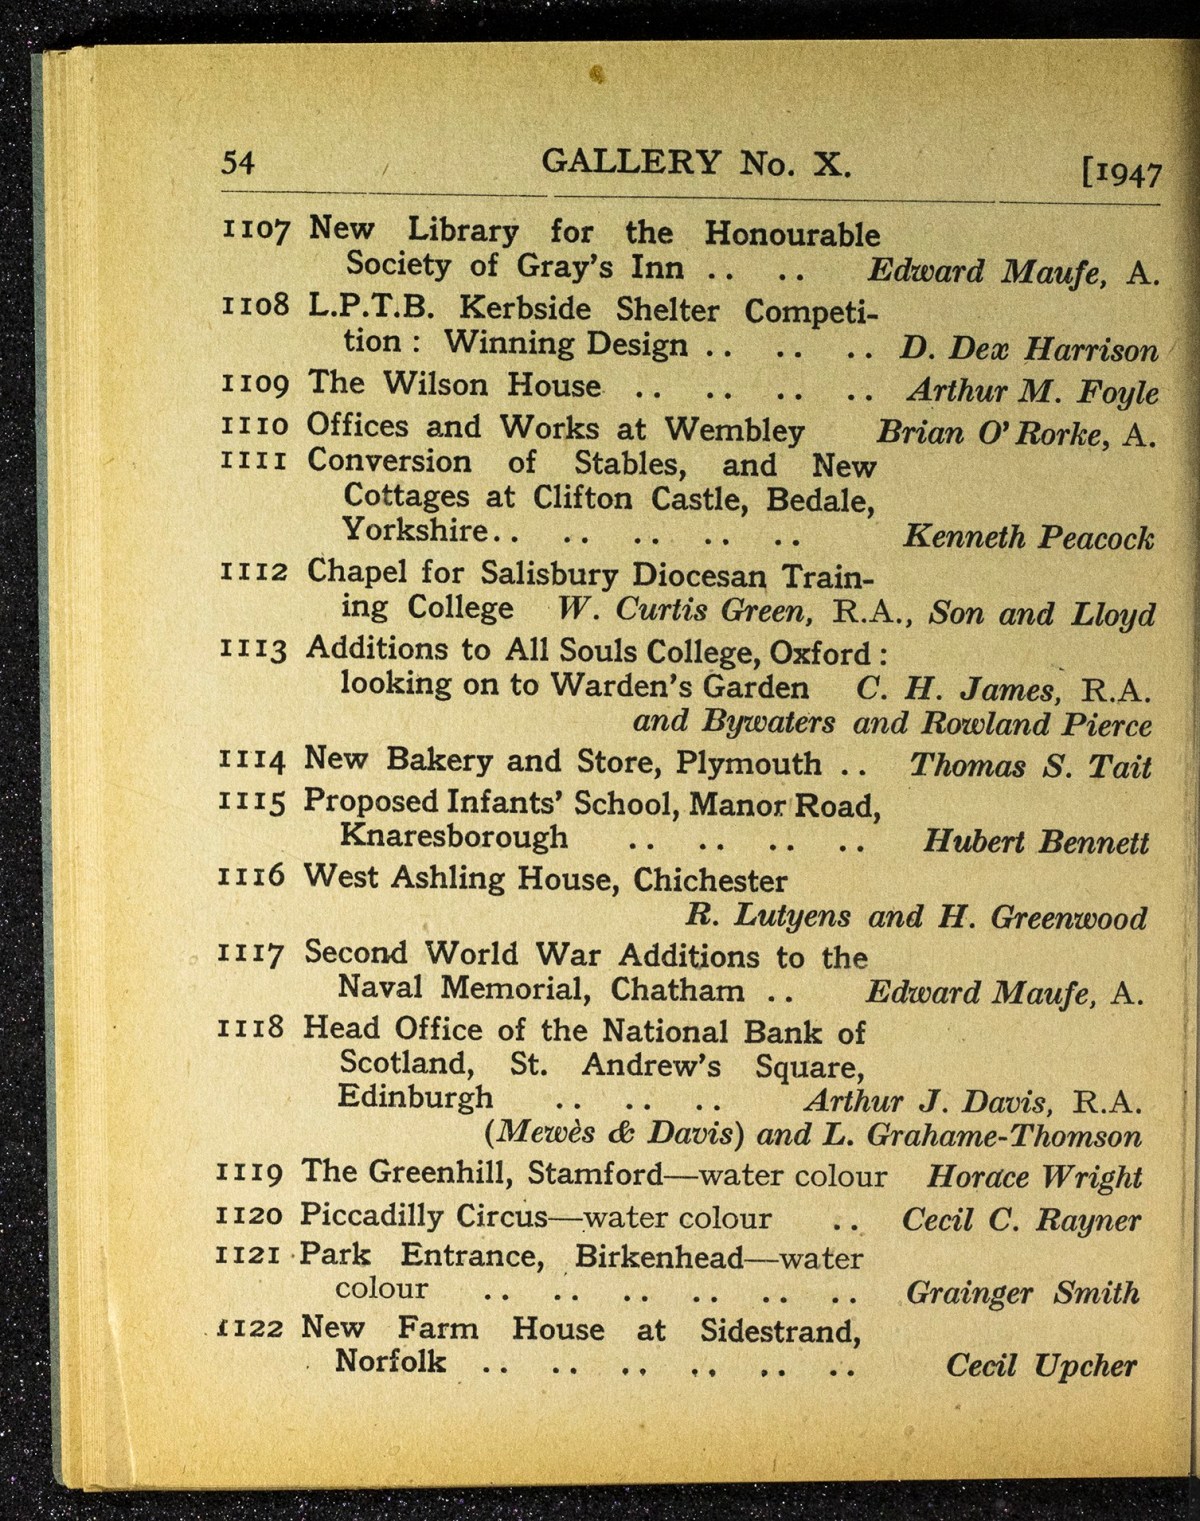 54 GALLERY No. X. [1947
1107 New Library for the Honourable
Society of Gray's Inn .. .. Edward Maufe, A.
1108 L.P.T.B. Kerbside Shelter Competi-
tion : Winning Design .. .. .. D. Dex Harrison
1109 The Wilson House .. .. .. .. Arthur M. Foyle
1110 Offices and Works at Wembley Brian O'Rorke, A.
1111 Conversion of Stables, and New
Cottages at Clifton Castle, Bedale,
Yorkshire.. .. .. .. .. Kenneth Peacock
1112 Chapel for Salisbury Diocesan Train-
ing College W. Curtis Green, R.A., Son and Lloyd
1113 Additions to All Souls College, Oxford :
looking on to Warden's Garden C. H. James, R.A.
and Bywaters and Rowland Pierce
1114 New Bakery and Store, Plymouth .. Thomas S. Tait
1115 Proposed Infants' School, Manor Road,
Knaresborough .. .. .. .. Hubert Bennett
1116 West Ashling House, Chichester
R. Lutyens and H. Greenwood
1117 Second World War Additions to the
Naval Memorial, Chatham .. Edward Maufe, A.
1118 Head Office of the National Bank of
Scotland, St. Andrew's Square,
Edinburgh .. .. .. Arthur J. Davis, R.A.
(Mewès & Davis) and L. Grahame-Thomson
1119 The Greenhill, Stamford—water colour Horace Wright
1120 Piccadilly Circus—water colour .. Cecil C. Rayner
1121 Park Entrance, Birkenhead—water
colour .. .. .. .. .. .. Grainger Smith
1122 New Farm House at Sidestrand,
Norfolk .. .. .. .. .. .. Cecil Upcher